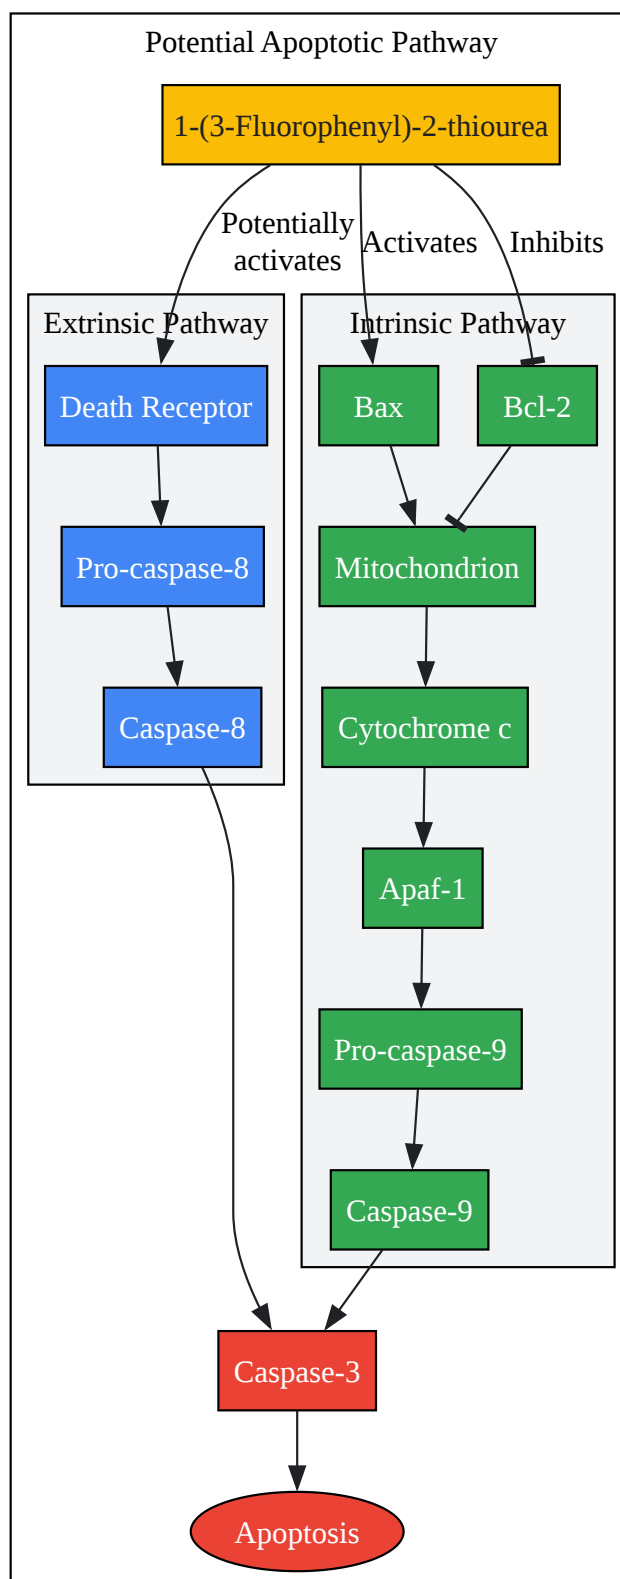 Potential Apoptotic Pathway
1-(3-Fluorophenyl)-2-thiourea
Potentially
activates
Activates
Inhibits
Extrinsic Pathway
Intrinsic Pathway
Death Receptor
Bax
Bcl-2
Pro-caspase-8
Mitochondrion
Caspase-8
Cytochrome c
Apaf-1
Pro-caspase-9
Caspase-9
Caspase-3
Apoptosis